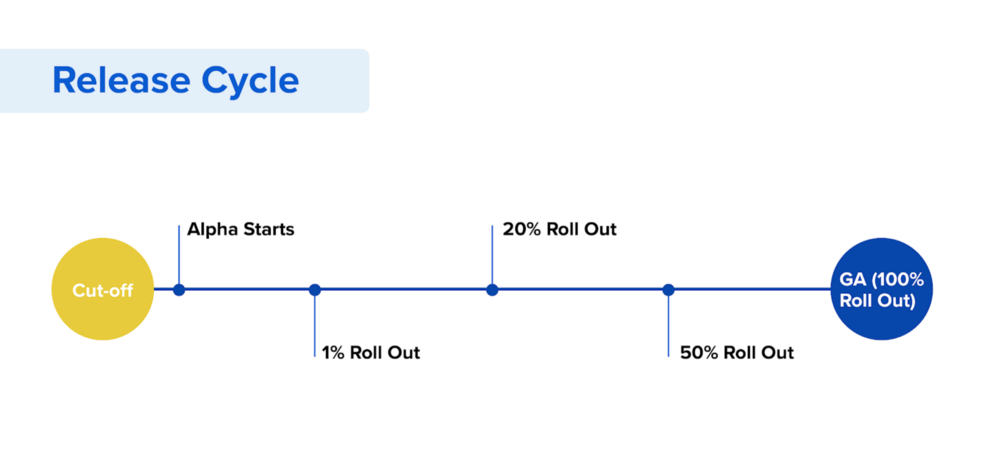 Release Cycle
Alpha Starts
20% Roll Out
Cut-off
GA (100%
Roll Out)
1% Roll Out
50% Roll Out